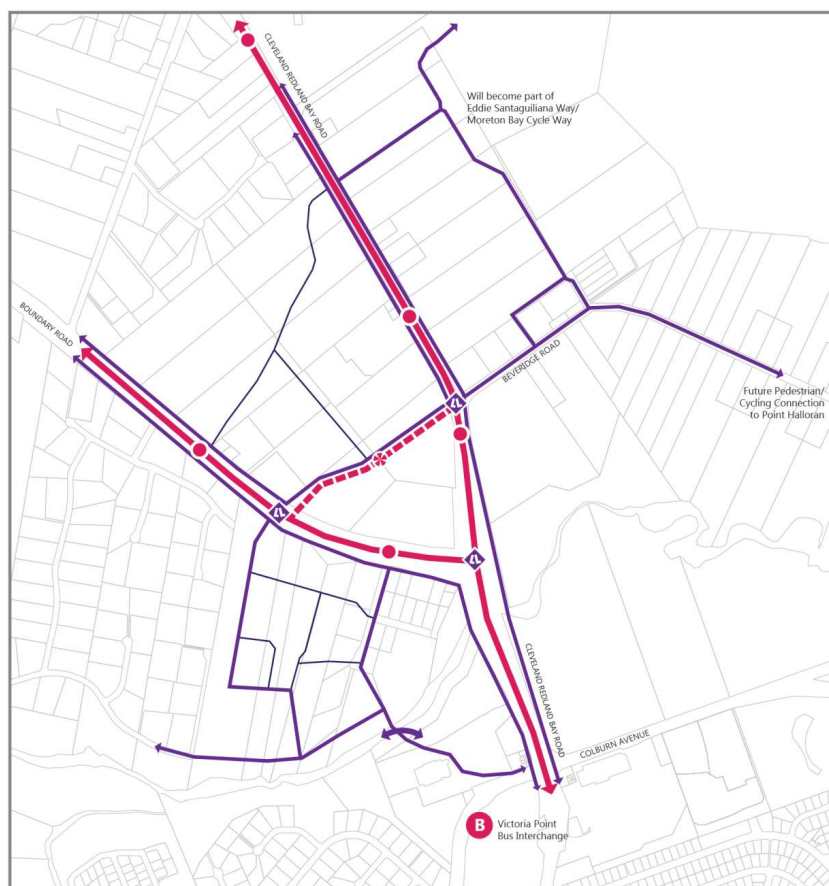 CLEVELAND REDLAND BAY ROAD
Will become part of
Eddie Santaguiliana Way/
Moreton Bay Cycle Way
BOUNDARY ROAD
BEVERIDGE ROAD
Future Pedestrian/
Cycling Connection
to Point Halloran
CLEVELAND REDLAND BAY ROAD
COLBURN AVENUE
B
Victoria Point
Bus Interchange